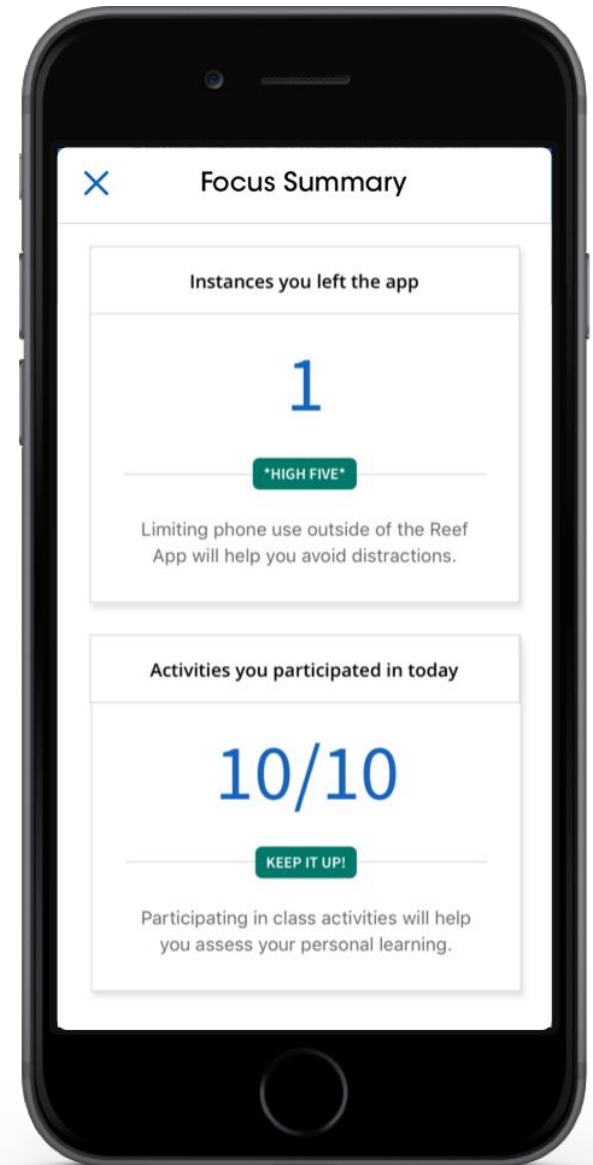 Focus Summary
Instances you left the app
1
*HIGH FIVE*
Limiting phone use outside of the Reef
App will help you avoid distractions.
Activities you participated in today
10/10
KEEP IT UP!
Participating in class activities will help
you assess your personal learning.